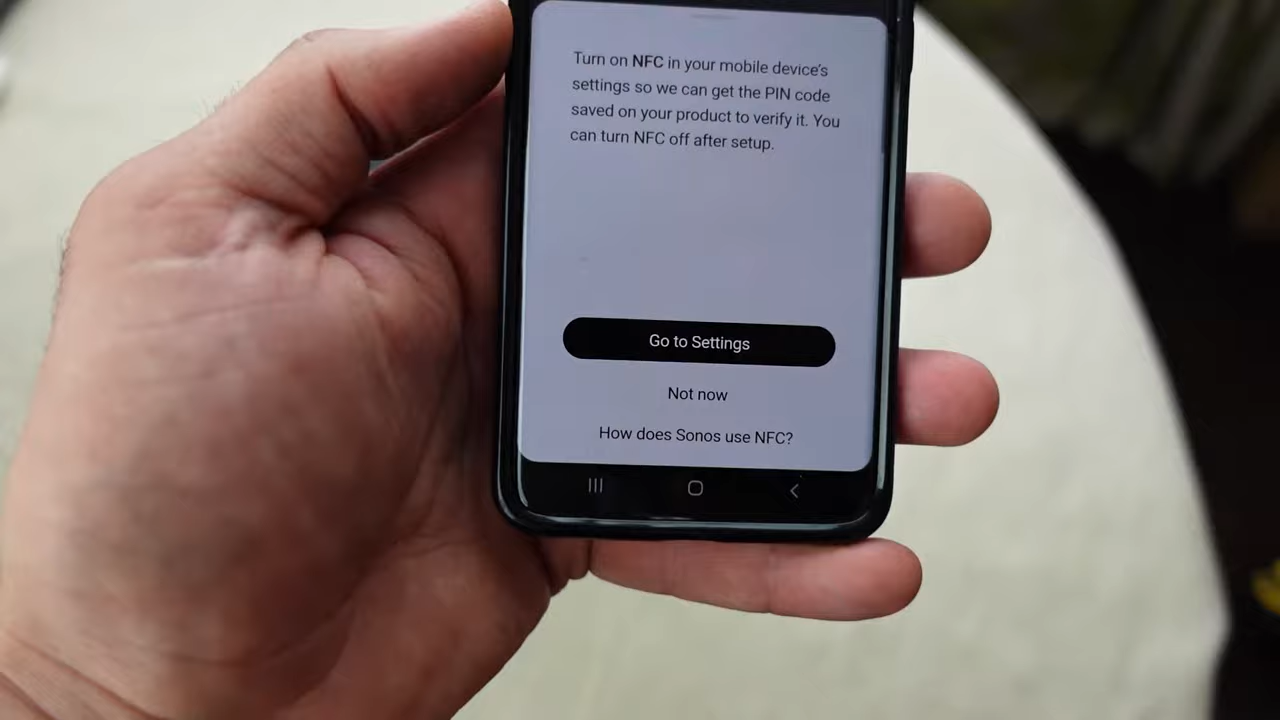 Turn on NFC in your mobile device's
settings so we can get the PIN code
saved on your product to verify it. You
can turn NFC off after setup.
Go to Settings
Not now
How does Sonos use NFC?